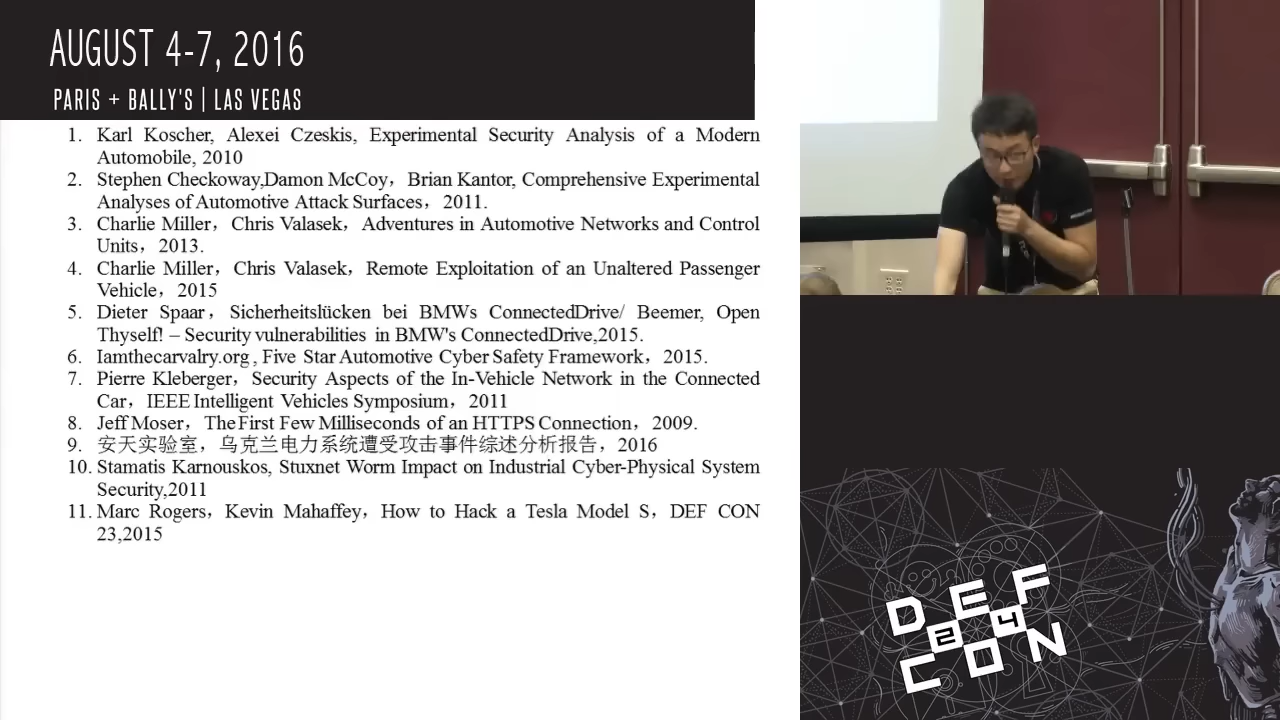 AUGUST 4-7, 2016
PARIS + BALLY'S | LAS VEGAS
1. Karl Koscher, Alexei Czeskis, Experimental Security Analysis of a Modern
Automobile, 2010
2. Stephen Checkoway,Damon McCoy，Brian Kantor, Comprehensive Experimental
Analyses of Automotive Attack Surfaces，2011.
3. Charlie Miller，Chris Valasek，Adventures in Automotive Networks and Control
Units，2013.
4. Charlie Miller，Chris Valasek，Remote Exploitation of an Unaltered Passenger
Vehicle，2015
5. Dieter Spaar，Sicherheitslücken bei BMWs ConnectedDrive/ Beemer, Open
Thyself! – Security vulnerabilities in BMW's ConnectedDrive,2015.
6. Iamthecarvalry.org , Five Star Automotive Cyber Safety Framework，2015.
7. Pierre Kleberger，Security Aspects of the In-Vehicle Network in the Connected
Car，IEEE Intelligent Vehicles Symposium，2011
8. Jeff Moser，The First Few Milliseconds of an HTTPS Connection，2009.
9. 安天实验室，乌克兰电力系统遭受攻击事件综述分析报告，2016
10. Stamatis Karnouskos, Stuxnet Worm Impact on Industrial Cyber-Physical System
Security,2011
11. Marc Rogers，Kevin Mahaffey，How to Hack a Tesla Model S，DEF CON
23,2015
DEF
24
CON